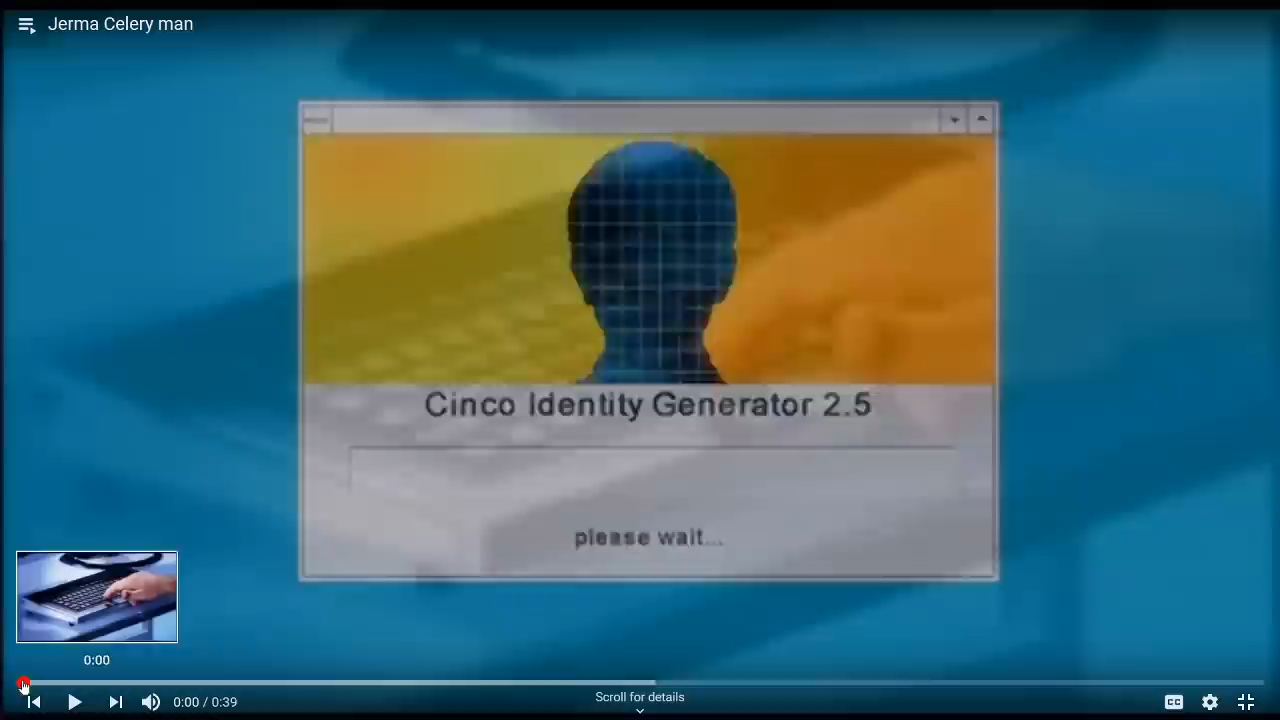 Jerma Celery man
Cinco Identity Generator 2.5
please wait...
0:00
0:00 / 0:39
Scroll for details
CC